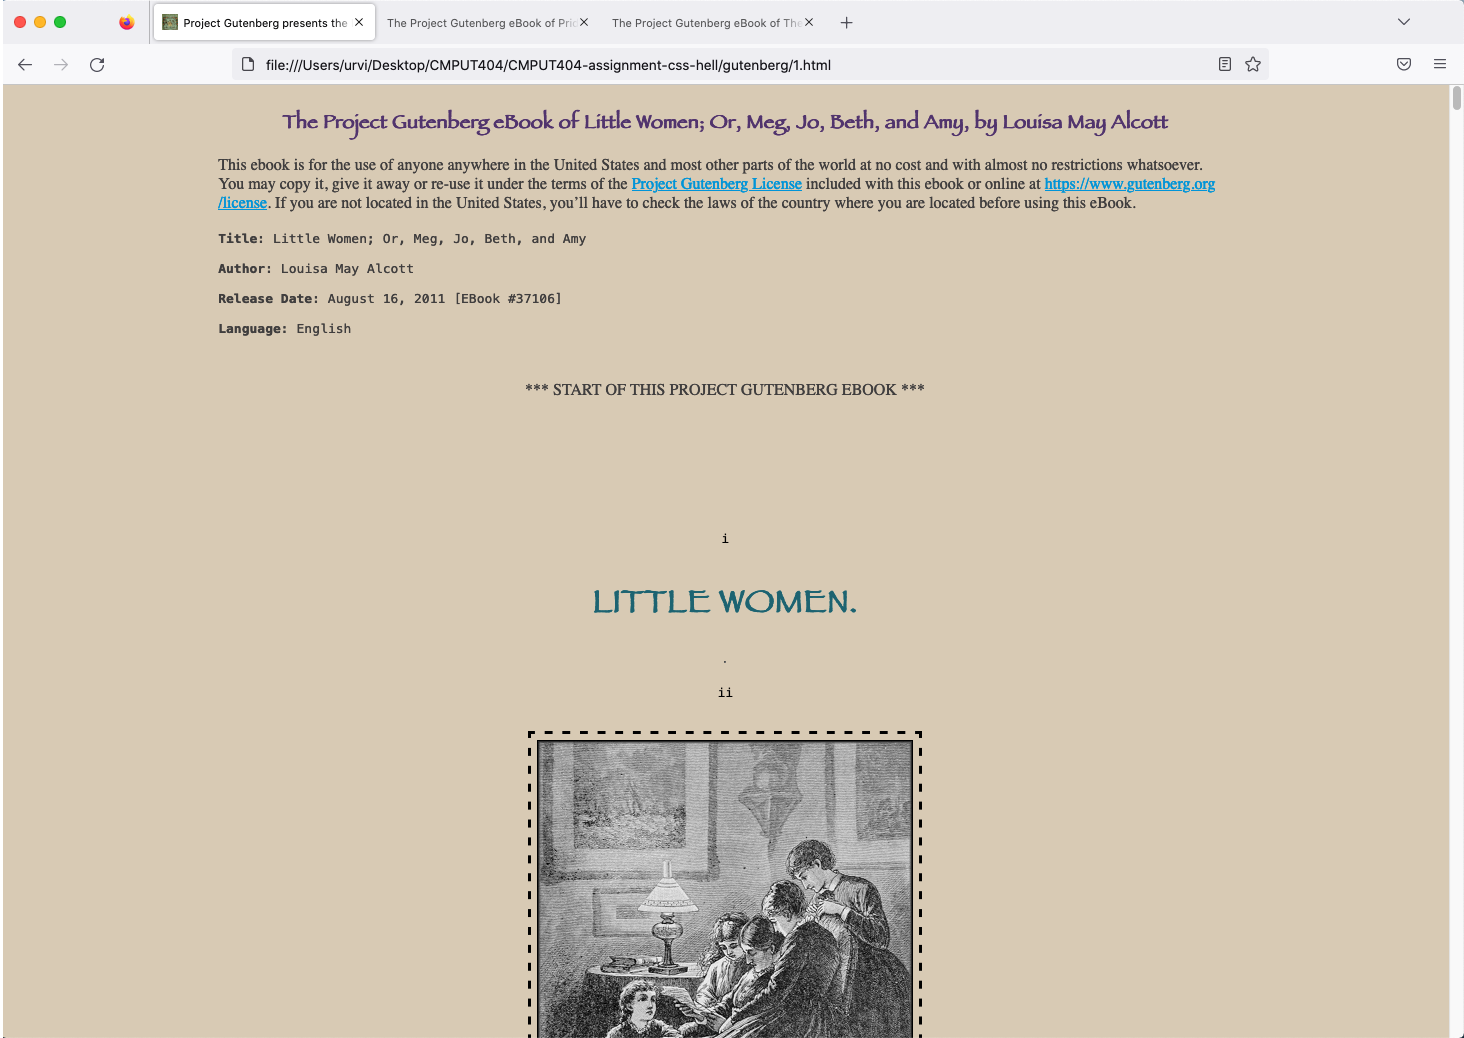 Project Gutenberg presents the
The Project Gutenberg eBook of Pric
The Project Gutenberg eBook of The
file:///Users/urvi/Desktop/CMPUT404/CMPUT404-assignment-css-hell/gutenberg/1.html
The Project Gutenberg eBook of Little Women; Or, Meg, Jo, Beth, and Amy, by Louisa May Alcott
This ebook is for the use of anyone anywhere in the United States and most other parts of the world at no cost and with almost no restrictions whatsoever.
You may copy it, give it away or re-use it under the terms of the Project Gutenberg License included with this ebook or online at https://www.gutenberg.org
/license. If you are not located in the United States, you’ll have to check the laws of the country where you are located before using this eBook.
Title: Little Women; Or, Meg, Jo, Beth, and Amy
Author: Louisa May Alcott
Release Date: August 16, 2011 [EBook #37106]
Language: English
*** START OF THIS PROJECT GUTENBERG EBOOK ***
i
LITTLE WOMEN.
.
ii